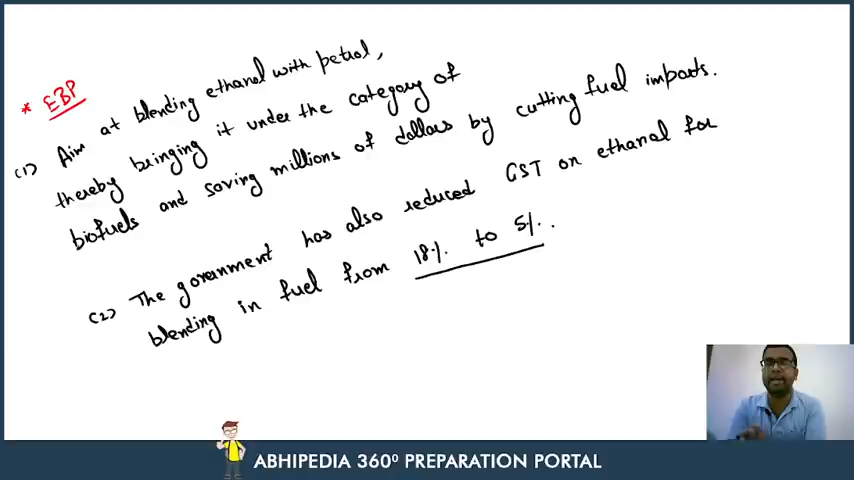 * EBP
(1) Aim at blending ethanol with petrol,
thereby bringing it under the category of
biofuels and saving millions of dollars by cutting fuel imports.
(2) The government has also reduced GST on ethanol for
blending in fuel from 18% to 5%.
ABHIPEDIA 360º PREPARATION PORTAL